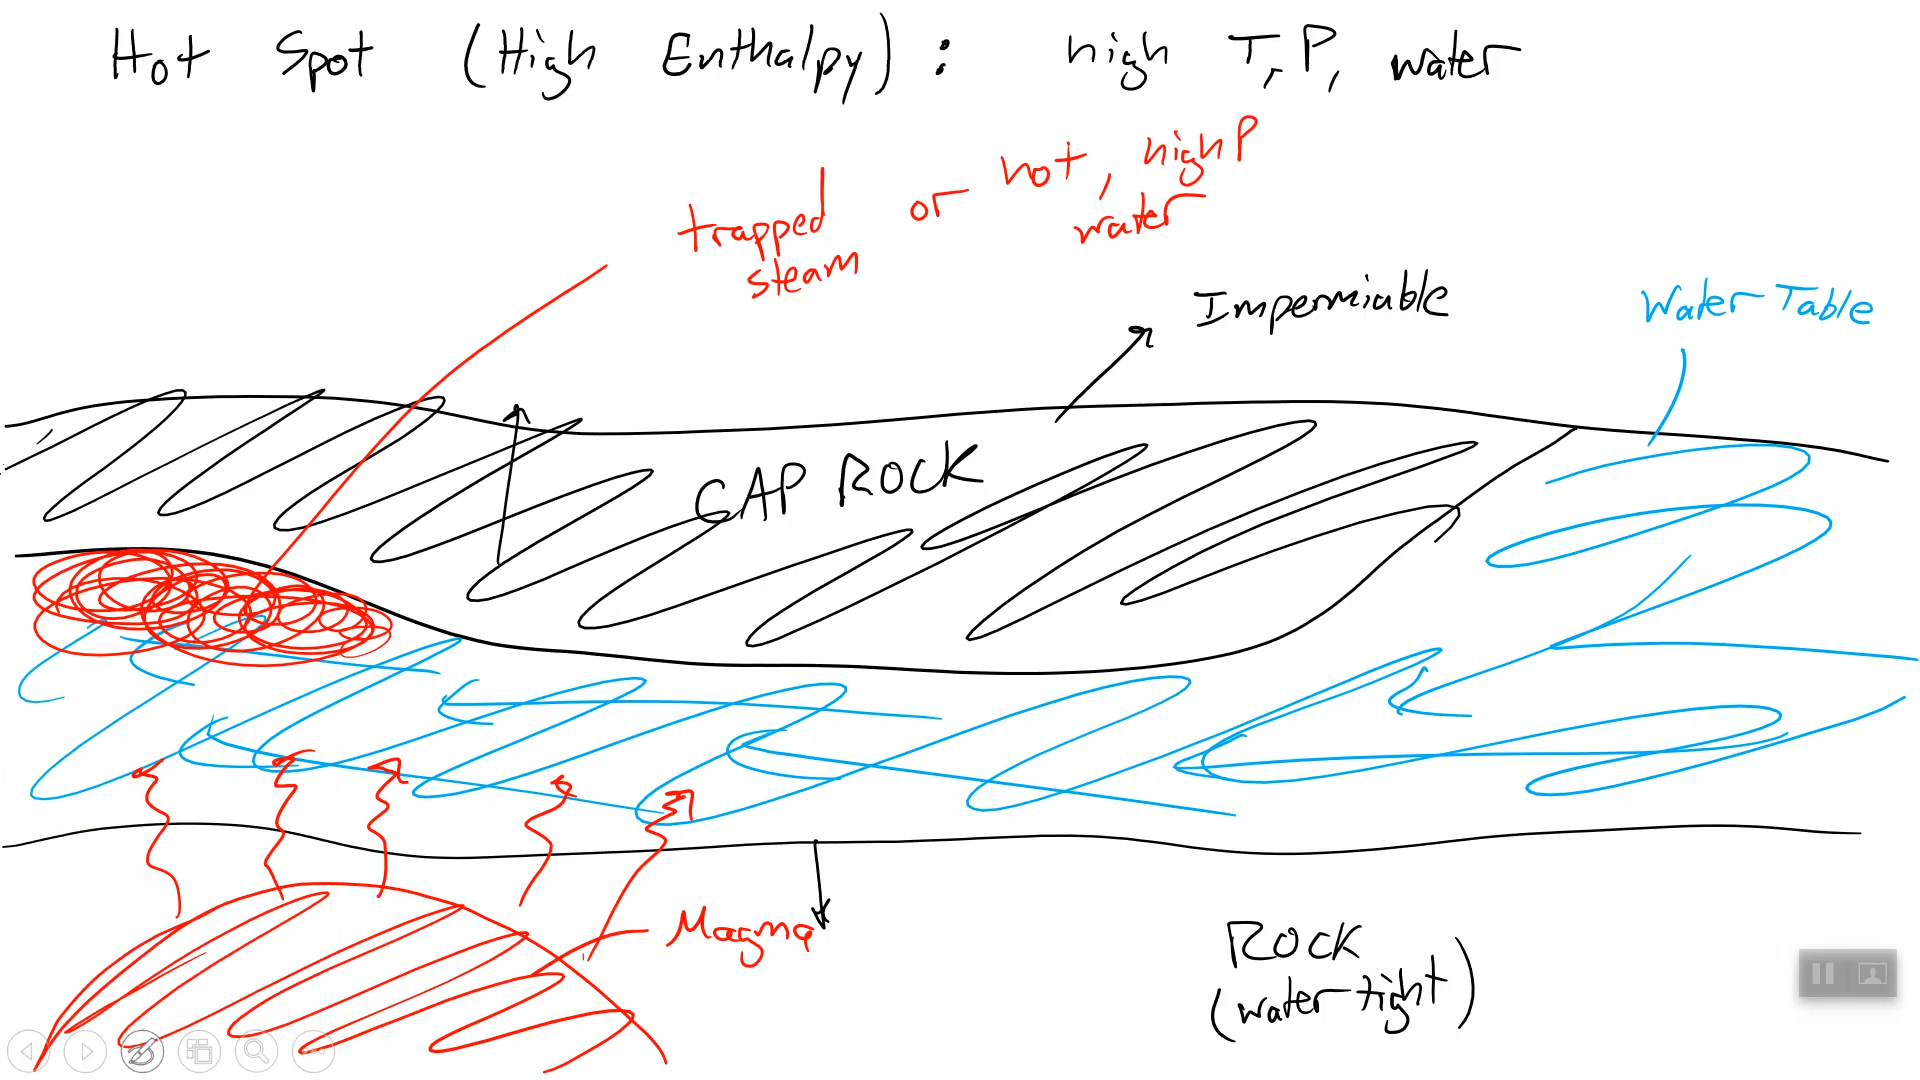 Hot Spot (High Enthalpy): high T, P, water
trapped steam or hot, high P water
Impermiable
Water Table
CAP ROCK
Magma
ROCK
(water tight)